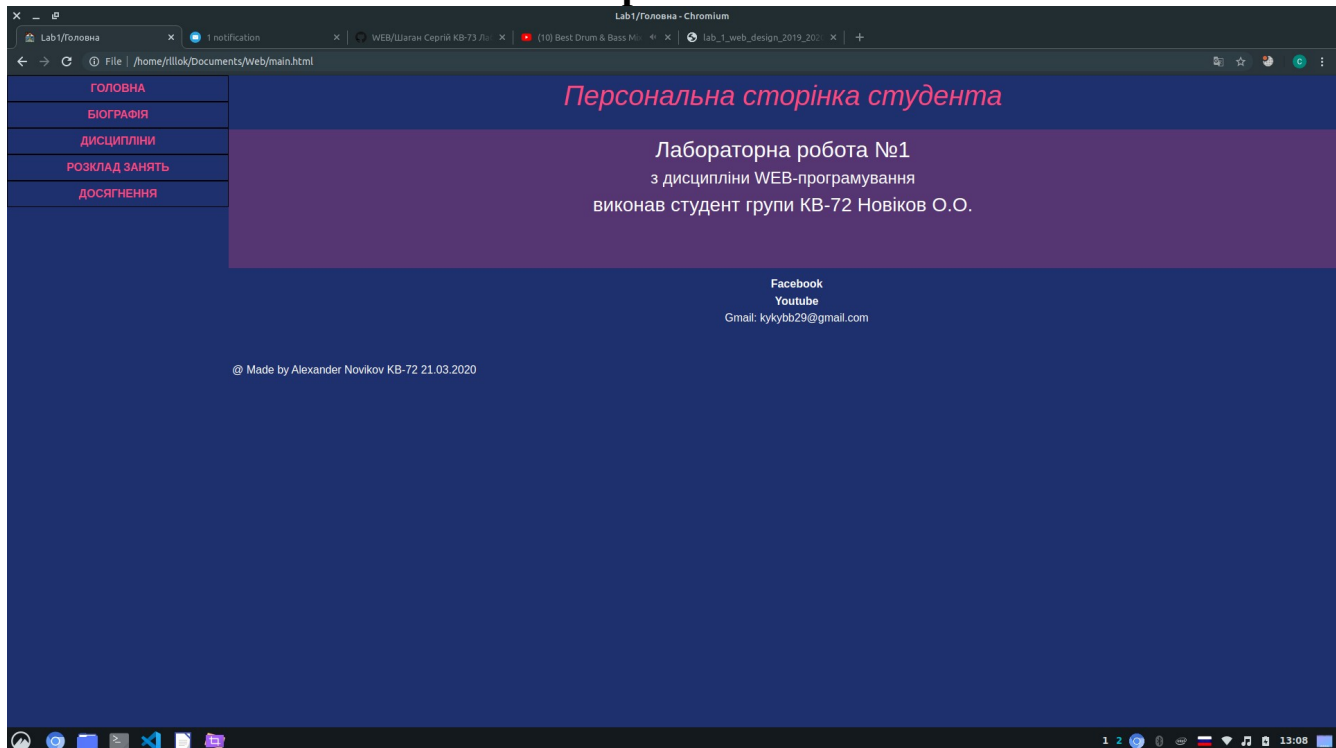 Lab1/Головна - Chromium
Lab1/Головна
1 notification
WEB/Шаган Сергій КВ-73 Ла
(10) Best Drum & Bass Mi
lab_1_web_design_2019_202
File | /home/rlllok/Documents/Web/main.html
ГОЛОВНА
БІОГРАФІЯ
ДИСЦИПЛІНИ
РОЗКЛАД ЗАНЯТЬ
ДОСЯГНЕННЯ
Персональна сторінка студента
Лабораторна робота №1
з дисципліни WEB-програмування
виконав студент групи КВ-72 Новіков О.О.
Facebook
Youtube
Gmail: kykybb29@gmail.com
@ Made by Alexander Novikov KB-72 21.03.2020
1 2 13:08